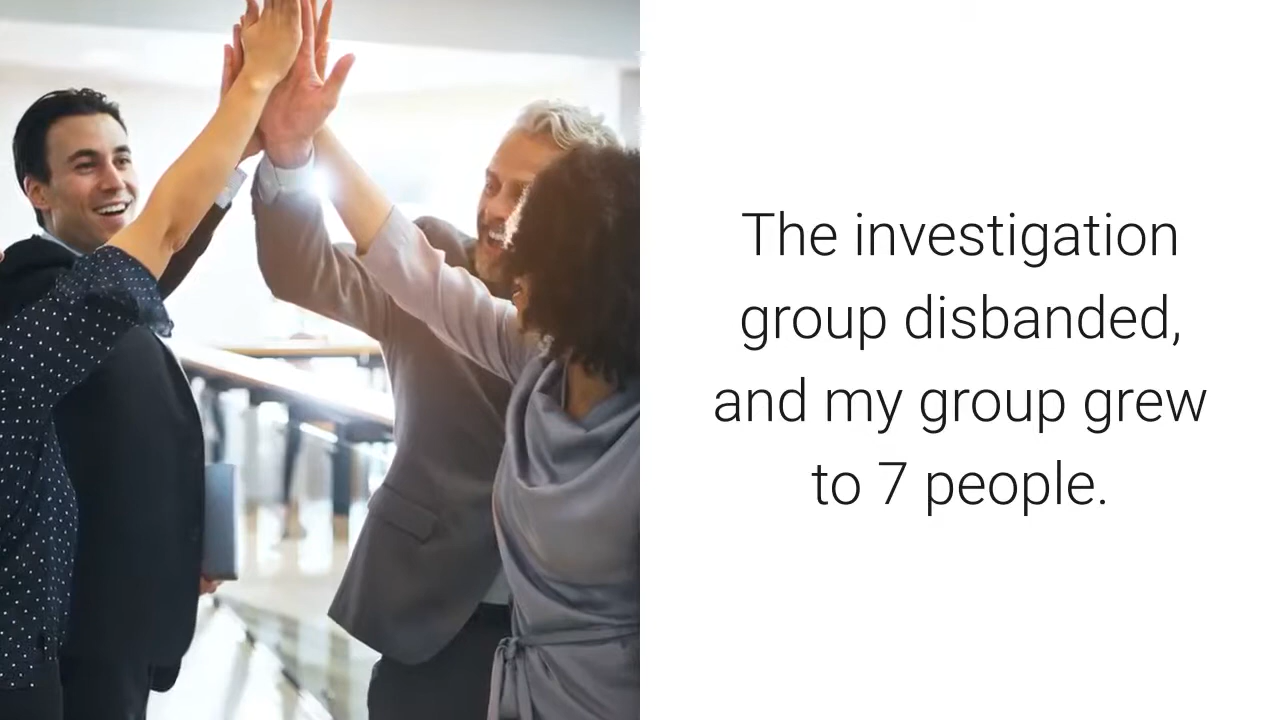 The investigation
group disbanded,
and my group grew
to 7 people.